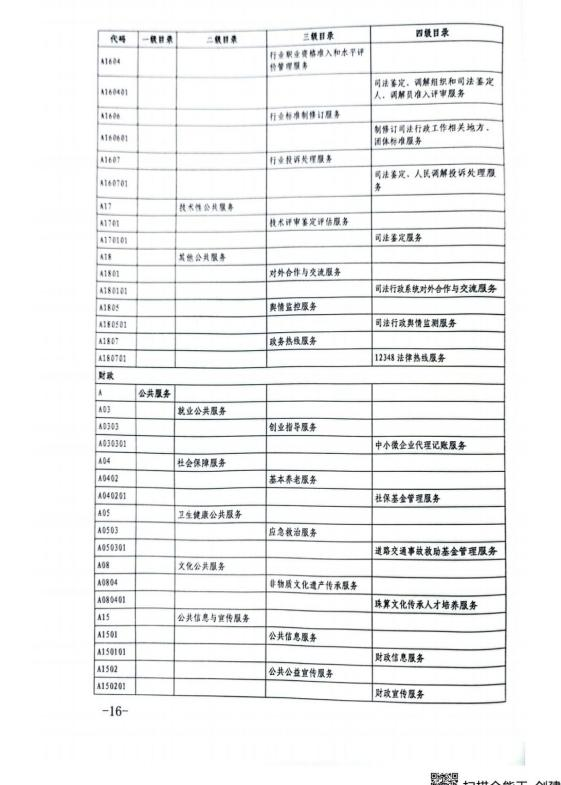 代码 一级目录 二级目录 三级目录 四级目录
A1604 行业职业资格准入和水平评
价管理服务
A160401 司法鉴定、调解组织和司法鉴定
人、调解员准入评审服务
A1606 行业标准制修订服务
A160601 制修订司法行政工作相关地方、
团体标准服务
A1607 行业投诉处理服务
A160701 司法鉴定、人民调解投诉处理服
务
A17 技术性公共服务
A1701 技术评审鉴定评估服务
A170101 司法鉴定服务
A18 其他公共服务
A1801 对外合作与交流服务
A180101 司法行政系统对外合作与交流服务
A1805 舆情监控服务
A180501 司法行政舆情监测服务
A1807 政务热线服务
A180701 12348 法律热线服务
财政
A 公共服务
A03 就业公共服务
A0303 创业指导服务
A030301 中小微企业代理记账服务
A04 社会保障服务
A0402 基本养老服务
A040201 社保基金管理服务
A05 卫生健康公共服务
A0503 应急救治服务
A050301 道路交通事故救助基金管理服务
A08 文化公共服务
A0804 非物质文化遗产传承服务
A080401 珠算文化传承人才培养服务
A15 公共信息与宣传服务
A1501 公共信息服务
A150101 财政信息服务
A1502 公共公益宣传服务
A150201 财政宣传服务
-16-